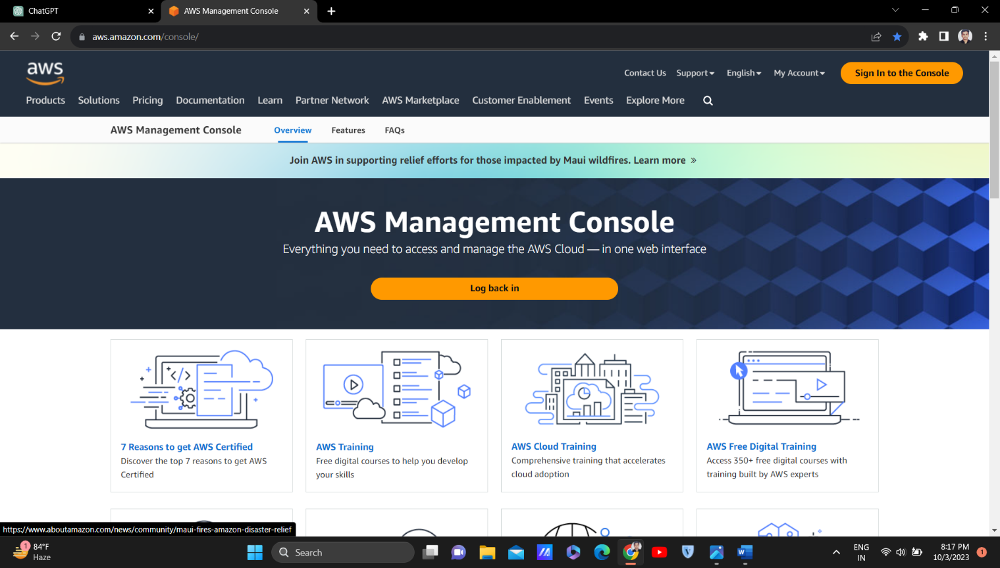 ChatGPT
AWS Management Console
aws.amazon.com/console/
aws
Contact Us Support English My Account Sign In to the Console
Products Solutions Pricing Documentation Learn Partner Network AWS Marketplace Customer Enablement Events Explore More
AWS Management Console Overview Features FAQs
Join AWS in supporting relief efforts for those impacted by Maui wildfires. Learn more »
AWS Management Console
Everything you need to access and manage the AWS Cloud — in one web interface
Log back in
7 Reasons to get AWS Certified
Discover the top 7 reasons to get AWS
Certified
AWS Training
Free digital courses to help you develop
your skills
AWS Cloud Training
Comprehensive training that accelerates
cloud adoption
AWS Free Digital Training
Access 350+ free digital courses with
training built by AWS experts
https://www.aboutamazon.com/news/community/maui-fires-amazon-disaster-relief
1
84°F
Haze
Search
ENG
IN
8:17 PM
10/3/2023
1